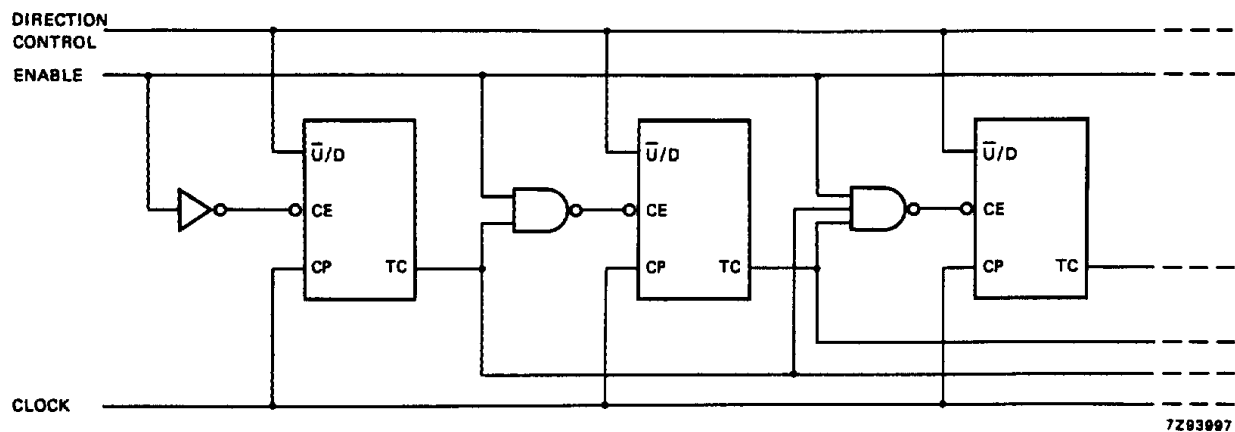 DIRECTION
CONTROL
ENABLE
U̅/D
U̅/D
U̅/D
CE
CE
CE
CP
TC
CP
TC
CP
TC
CLOCK
7Z93997